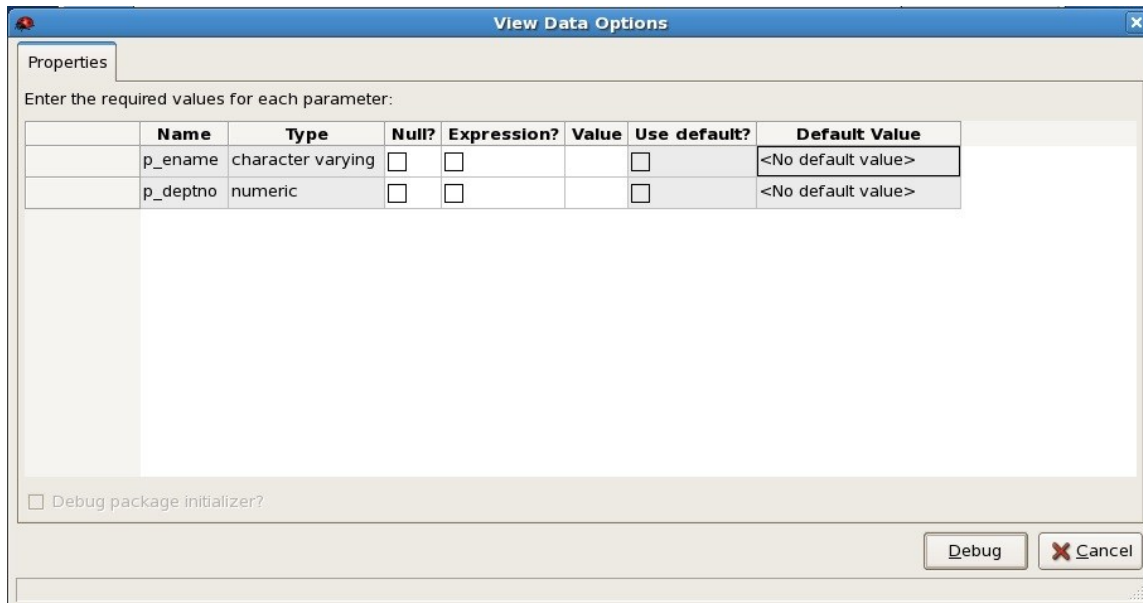 View Data Options
Properties
Enter the required values for each parameter:
Name Type Null? Expression? Value Use default? Default Value
p_ename character varying <No default value>
p_deptno numeric <No default value>
Debug package initializer?
Debug Cancel